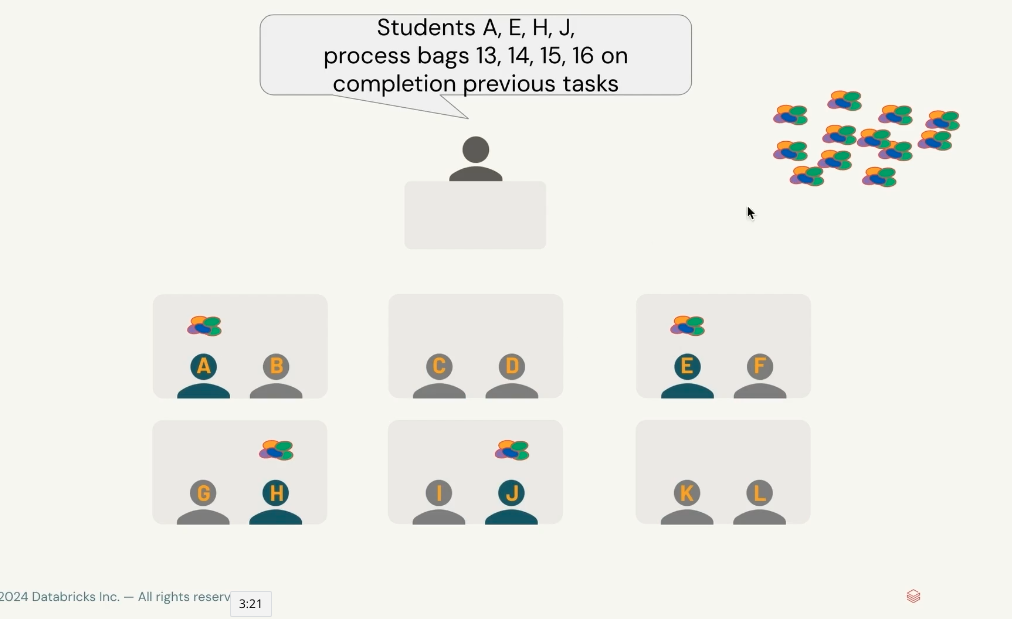 Students A, E, H, J,
process bags 13, 14, 15, 16 on
completion previous tasks
A
B
C
D
E
F
G
H
I
J
K
L
2024 Databricks Inc. — All rights reserv
3:21